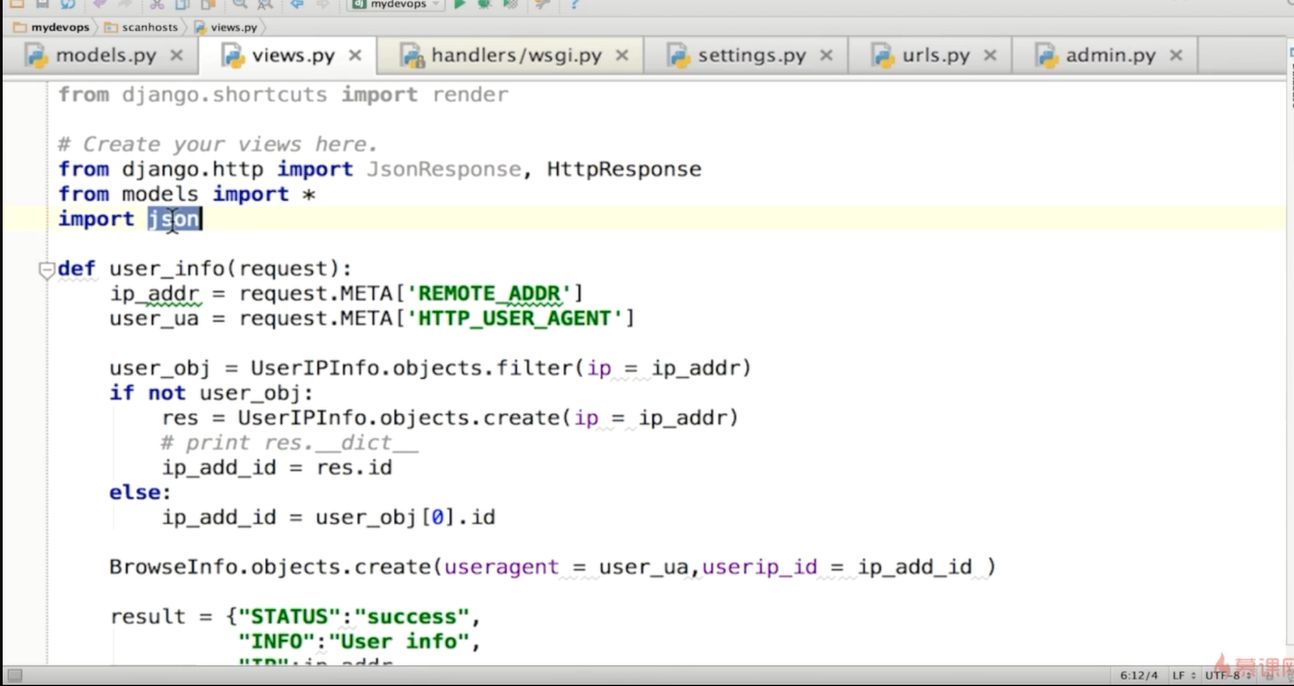 mydevops
mydevops scanhosts views.py
models.py views.py handlers/wsgi.py settings.py urls.py admin.py
from django.shortcuts import render
# Create your views here.
from django.http import JsonResponse, HttpResponse
from models import *
import json
def user_info(request):
ip_addr = request.META['REMOTE_ADDR']
user_ua = request.META['HTTP_USER_AGENT']
user_obj = UserIPInfo.objects.filter(ip = ip_addr)
if not user_obj:
res = UserIPInfo.objects.create(ip = ip_addr)
# print res.__dict__
ip_add_id = res.id
else:
ip_add_id = user_obj[0].id
BrowseInfo.objects.create(useragent = user_ua,userip_id = ip_add_id )
result = {"STATUS":"success",
"INFO":"User info",
"IP":ip_addr
6:12/4 LF UTF-8
慕课网